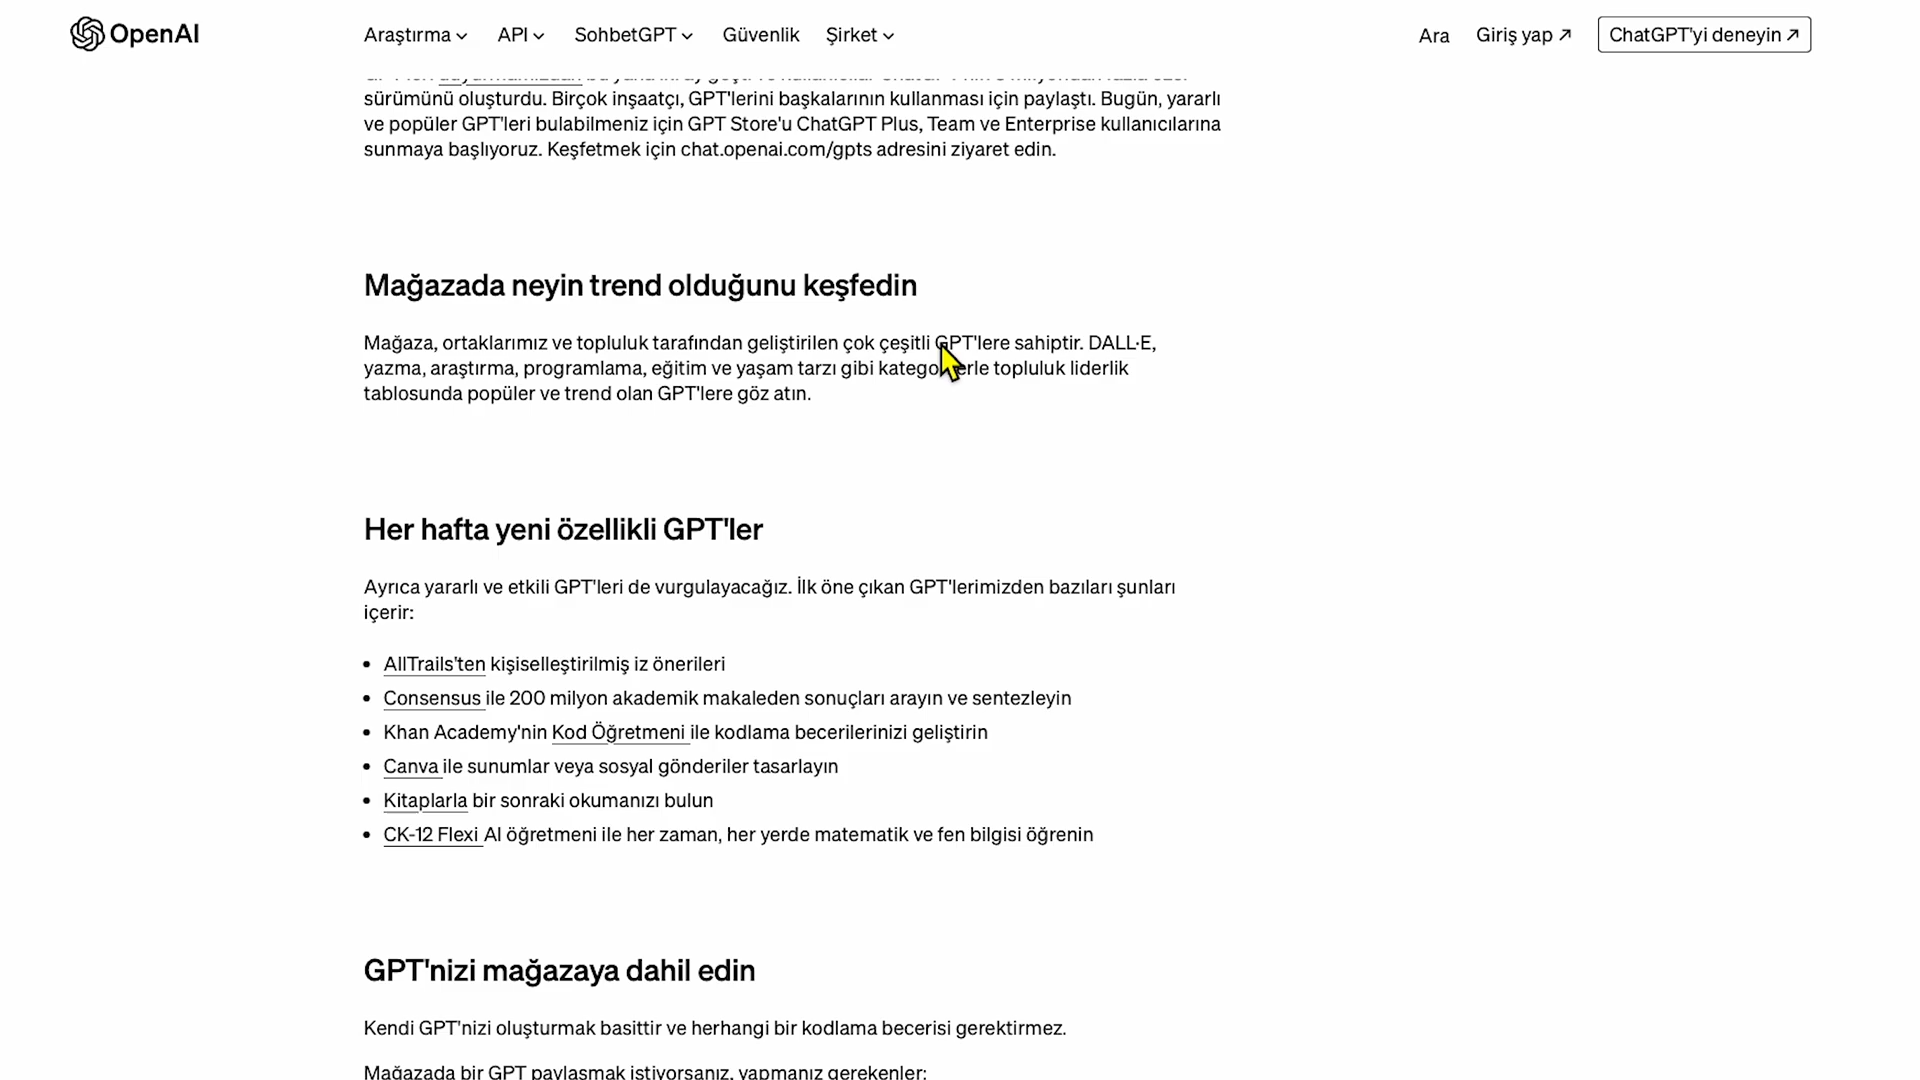 OpenAI
Araştırma
API
SohbetGPT
Güvenlik
Şirket
Ara
Giriş yap ↗
ChatGPT'yi deneyin ↗
sürümünü oluşturdu. Birçok inşaatçı, GPT'lerini başkalarının kullanması için paylaştı. Bugün, yararlı
ve popüler GPT'leri bulabilmeniz için GPT Store'u ChatGPT Plus, Team ve Enterprise kullanıcılarına
sunmaya başlıyoruz. Keşfetmek için chat.openai.com/gpts adresini ziyaret edin.
Mağazada neyin trend olduğunu keşfedin
Mağaza, ortaklarımız ve topluluk tarafından geliştirilen çok çeşitli GPT'lere sahiptir. DALL·E,
yazma, araştırma, programlama, eğitim ve yaşam tarzı gibi kategorilerle topluluk liderlik
tablosunda popüler ve trend olan GPT'lere göz atın.
Her hafta yeni özellikli GPT'ler
Ayrıca yararlı ve etkili GPT'leri de vurgulayacağız. İlk öne çıkan GPT'lerimizden bazıları şunları
içerir:
• AllTrails'ten kişiselleştirilmiş iz önerileri
• Consensus ile 200 milyon akademik makaleden sonuçları arayın ve sentezleyin
• Khan Academy'nin Kod Öğretmeni ile kodlama becerilerinizi geliştirin
• Canva ile sunumlar veya sosyal gönderiler tasarlayın
• Kitaplarla bir sonraki okumanızı bulun
• CK-12 Flexi AI öğretmeni ile her zaman, her yerde matematik ve fen bilgisi öğrenin
GPT'nizi mağazaya dahil edin
Kendi GPT'nizi oluşturmak basittir ve herhangi bir kodlama becerisi gerektirmez.
Mağazada bir GPT paylaşmak istiyorsanız, yapmanız gerekenler: